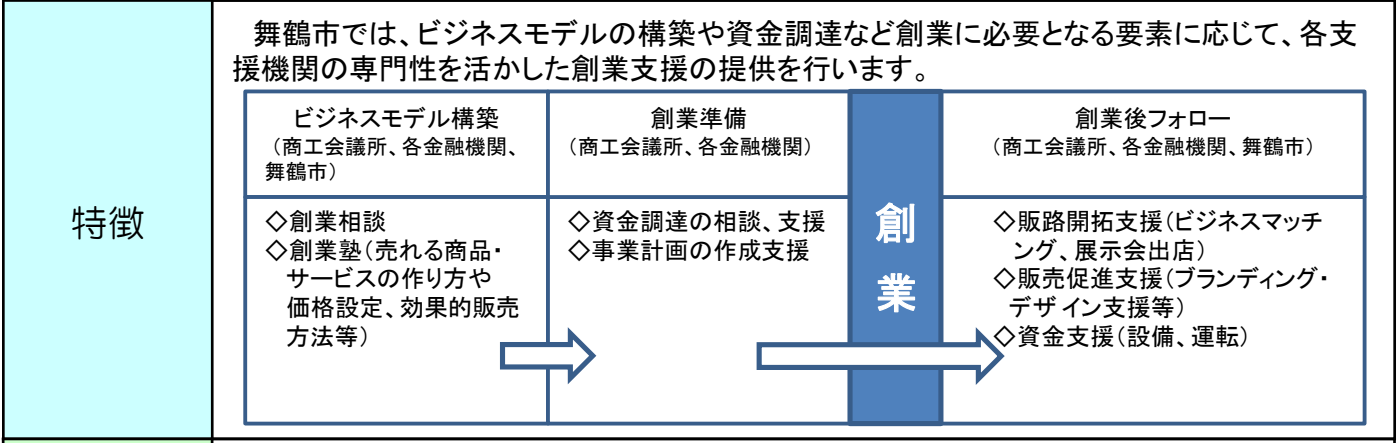 特徴
舞鶴市では、ビジネスモデルの構築や資金調達など創業に必要となる要素に応じて、各支
援機関の専門性を活かした創業支援の提供を行います。
ビジネスモデル構築
（商工会議所、各金融機関、
舞鶴市）
◇創業相談
◇創業塾（売れる商品・
サービスの作り方や
価格設定、効果的販売
方法等）
創業準備
（商工会議所、各金融機関）
◇資金調達の相談、支援
◇事業計画の作成支援
創
業
創業後フォロー
（商工会議所、各金融機関、舞鶴市）
◇販路開拓支援（ビジネスマッチ
ング、展示会出店）
◇販売促進支援（ブランディング・
デザイン支援等）
◇資金支援（設備、運転）